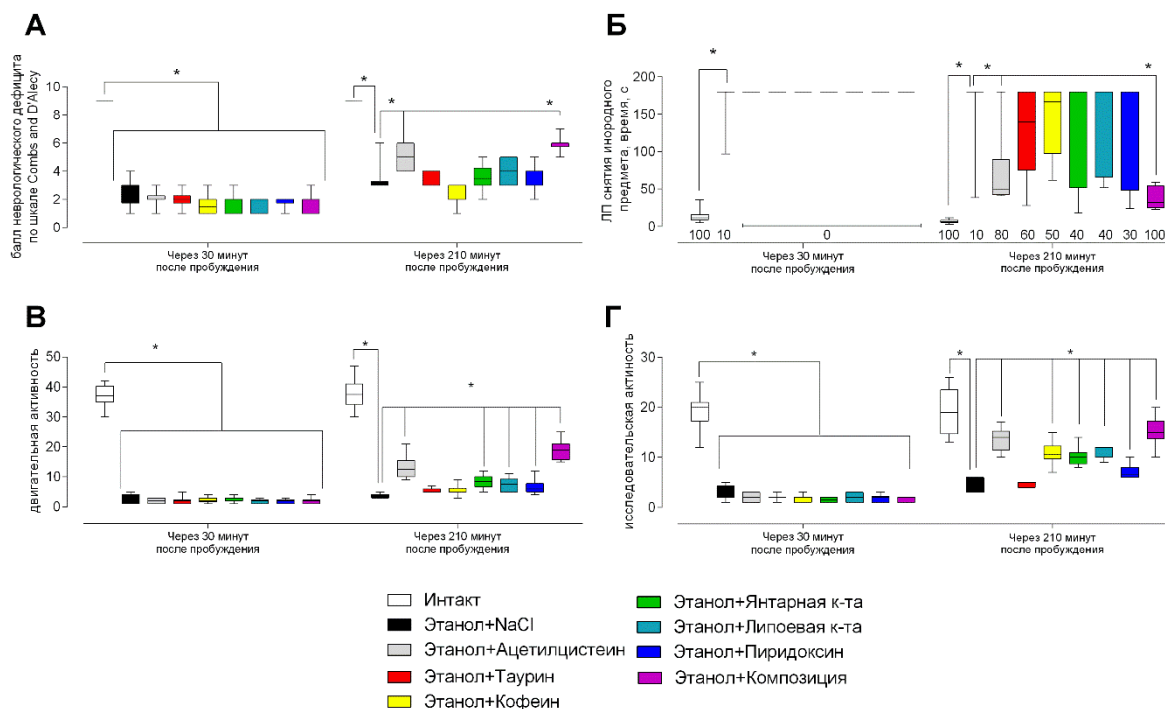 А
Б
*
*
*
*
*
*
*
*
балл неврологического дефицита
по шкале Combs and D'Alecy
10
8
6
4
2
0
ЛП снятия инородного
предмета, время, с
200
150
100
50
0
100 10 0
100 10 80 60 50 40 40 30 100
Через 30 минут
после пробуждения
Через 210 минут
после пробуждения
Через 30 минут
после пробуждения
Через 210 минут
после пробуждения
В
Г
*
*
*
*
*
*
двигательная активность
50
40
30
20
10
0
исследовательская актиность
30
20
10
0
Через 30 минут
после пробуждения
Через 210 минут
после пробуждения
Через 30 минут
после пробуждения
Через 210 минут
после пробуждения
Интакт
Этанол+NaCl
Этанол+Ацетилцистеин
Этанол+Таурин
Этанол+Кофеин
Этанол+Янтарная к-та
Этанол+Липоевая к-та
Этанол+Пиридоксин
Этанол+Композиция